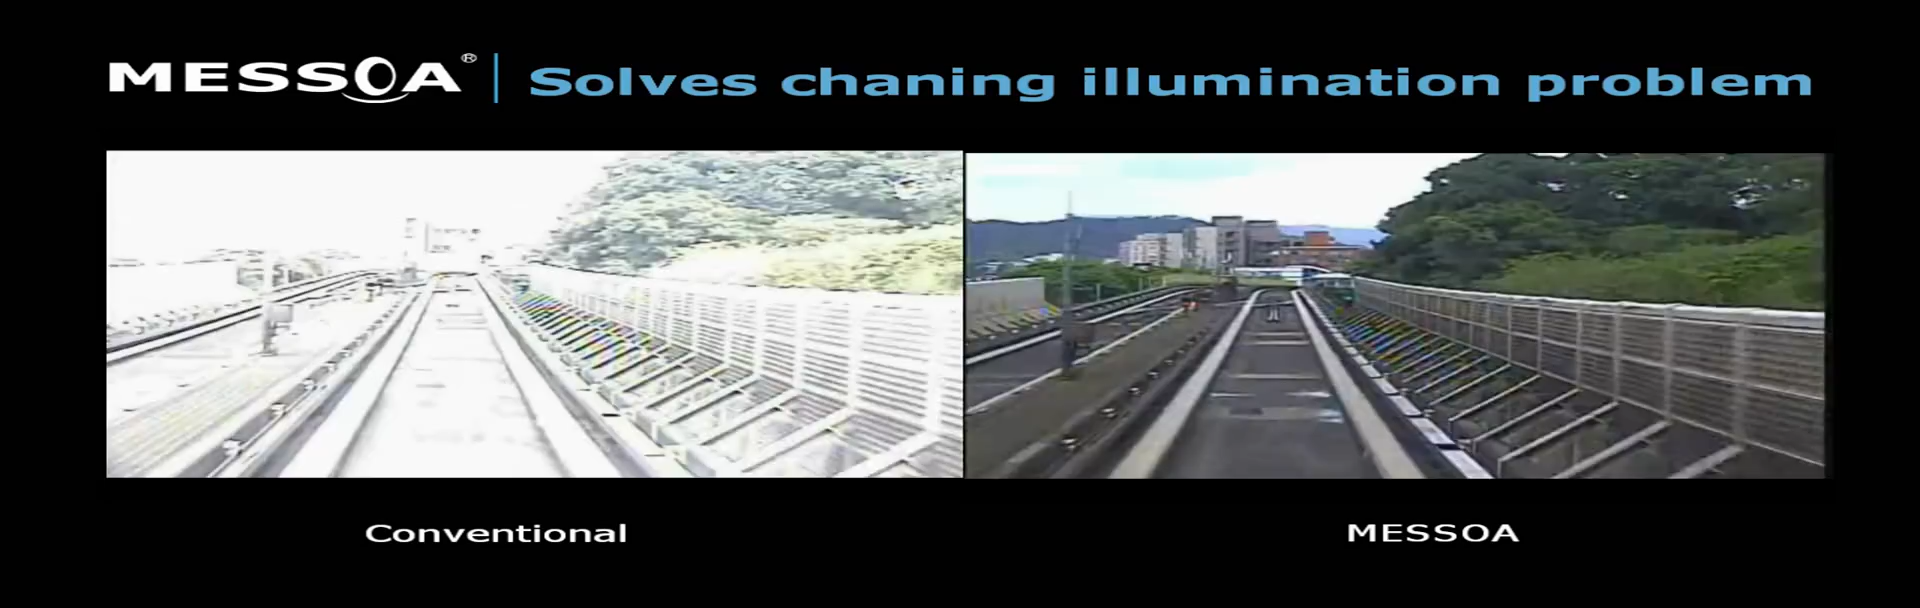 MESSOA® | Solves chaning illumination problem
Conventional
MESSOA